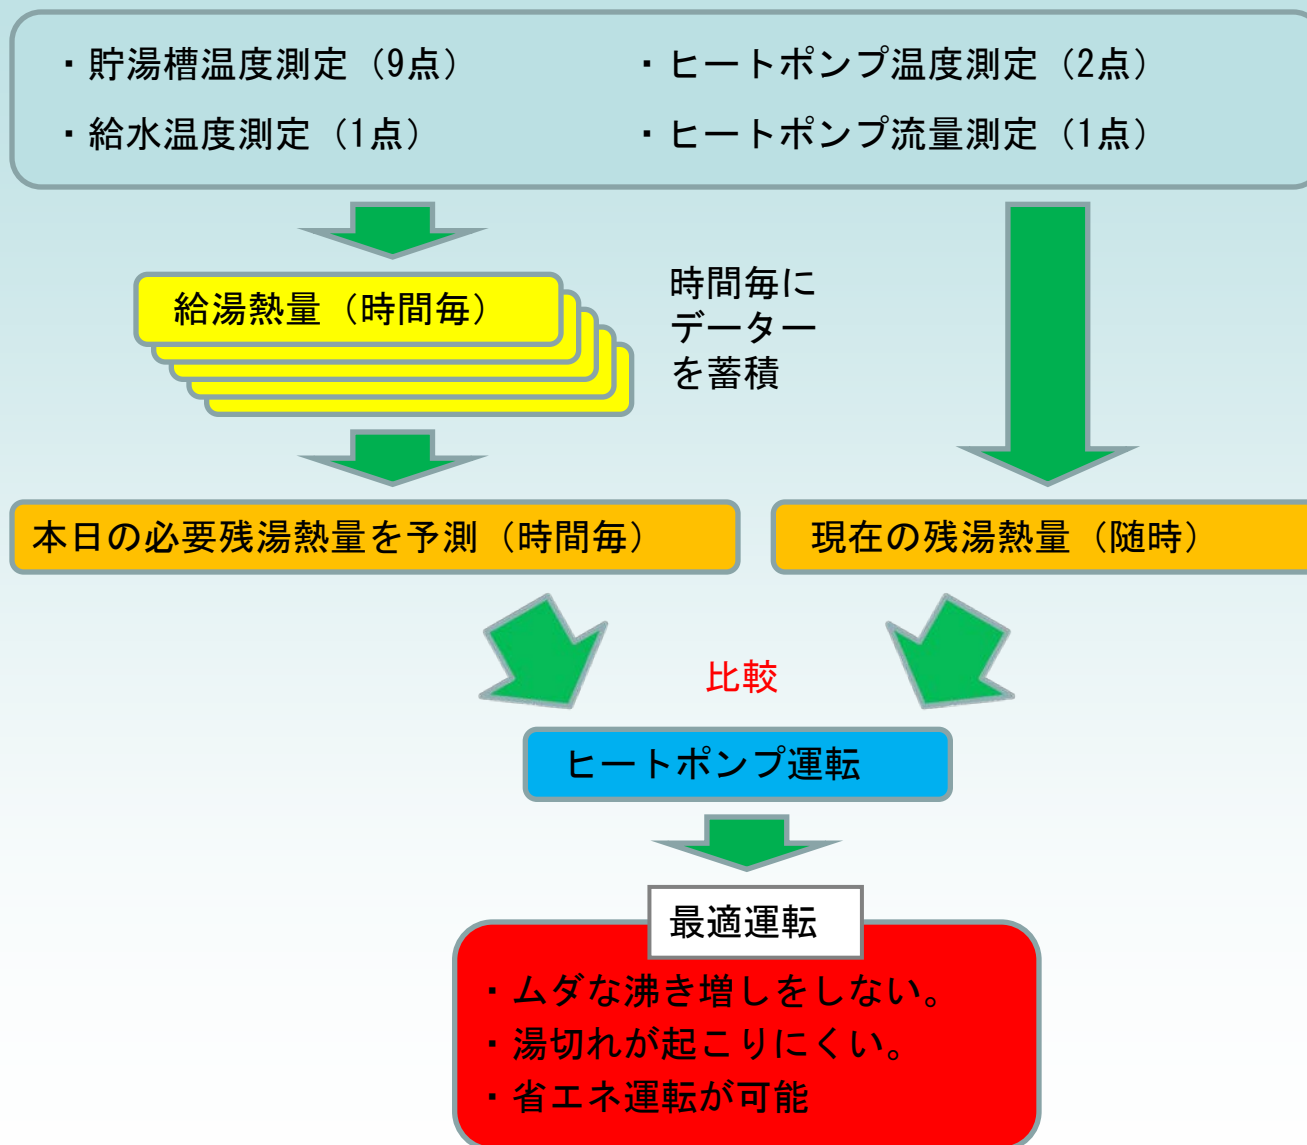 ・貯湯槽温度測定（9点）
・ヒートポンプ温度測定（2点）
・給水温度測定（1点）
・ヒートポンプ流量測定（1点）
給湯熱量（時間毎）
時間毎に
データー
を蓄積
本日の必要残湯熱量を予測（時間毎）
現在の残湯熱量（随時）
比較
ヒートポンプ運転
最適運転
・ムダな沸き増しをしない。
・湯切れが起こりにくい。
・省エネ運転が可能